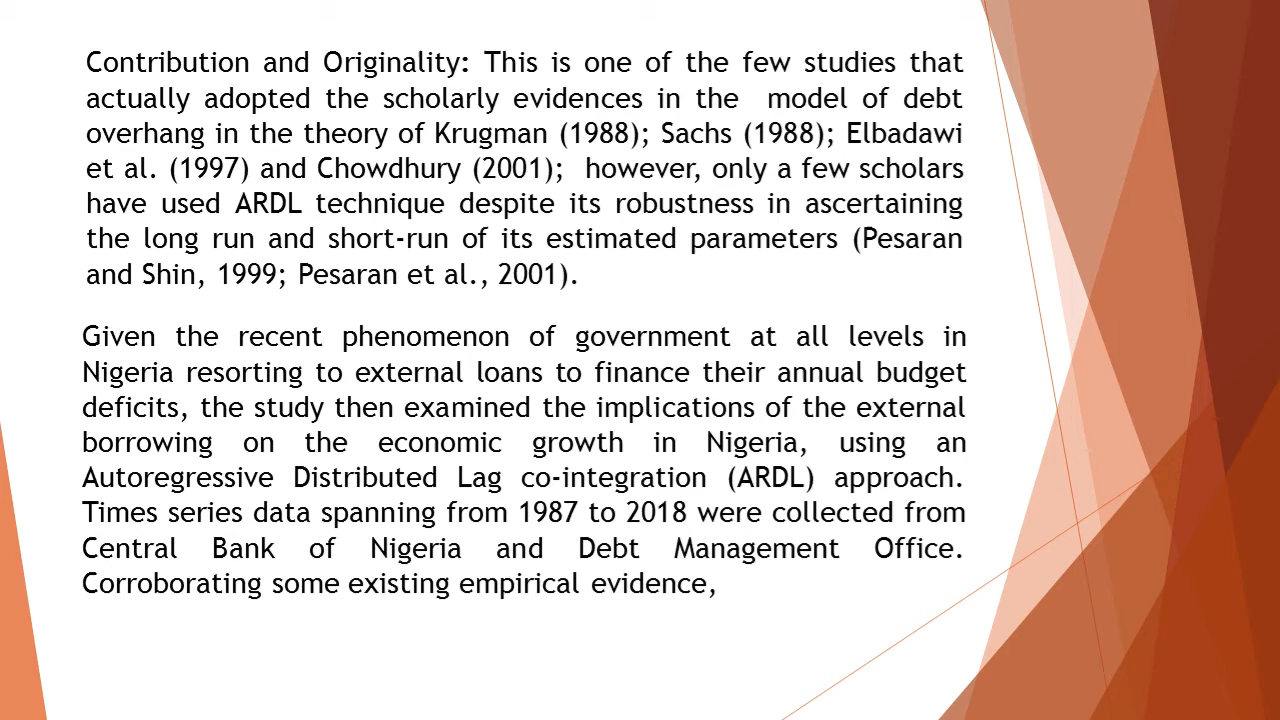 Contribution and Originality: This is one of the few studies that
actually adopted the scholarly evidences in the model of debt
overhang in the theory of Krugman (1988); Sachs (1988); Elbadawi
et al. (1997) and Chowdhury (2001); however, only a few scholars
have used ARDL technique despite its robustness in ascertaining
the long run and short-run of its estimated parameters (Pesaran
and Shin, 1999; Pesaran et al., 2001).
Given the recent phenomenon of government at all levels in
Nigeria resorting to external loans to finance their annual budget
deficits, the study then examined the implications of the external
borrowing on the economic growth in Nigeria, using an
Autoregressive Distributed Lag co-integration (ARDL) approach.
Times series data spanning from 1987 to 2018 were collected from
Central Bank of Nigeria and Debt Management Office.
Corroborating some existing empirical evidence,